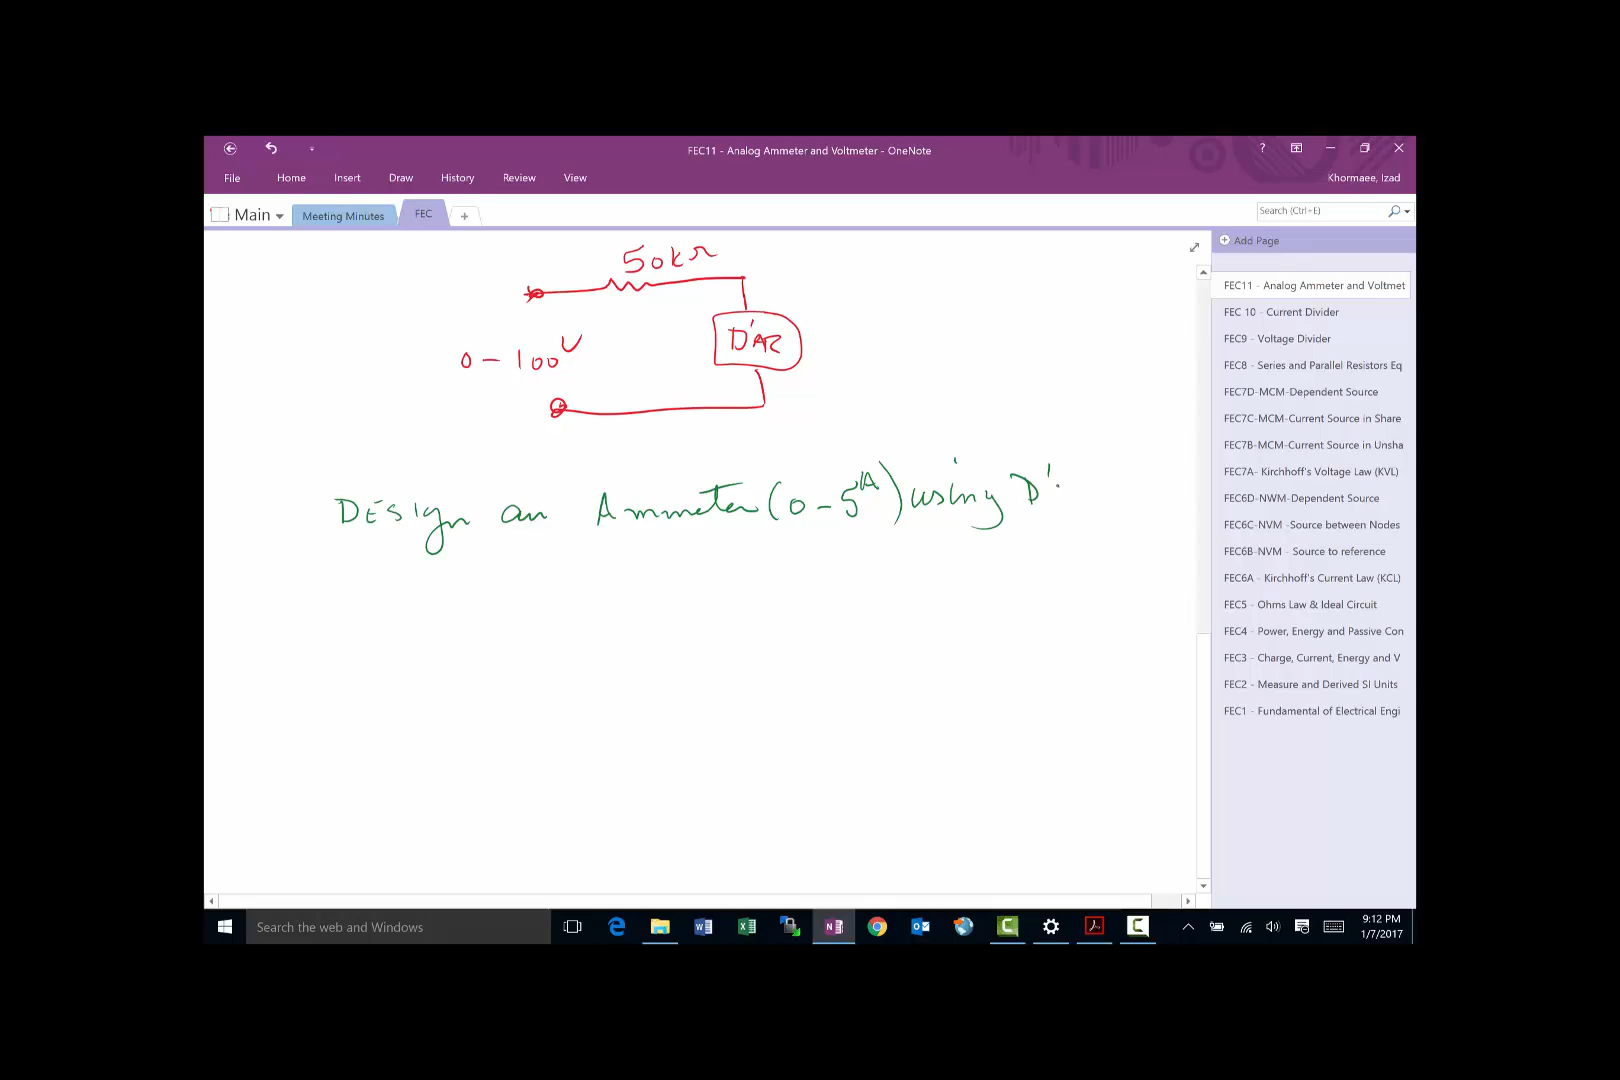 FEC11 - Analog Ammeter and Voltmeter - OneNote
?
File Home Insert Draw History Review View
Khormaee, Izad
Main Meeting Minutes FEC +
Search (Ctrl+E)
Add Page
50kΩ
D'AR
0 - 100V
Design an Ammeter (0 - 5A) using D'
FEC11 - Analog Ammeter and Voltmet
FEC 10 - Current Divider
FEC9 - Voltage Divider
FEC8 - Series and Parallel Resistors Eq
FEC7D-MCM-Dependent Source
FEC7C-MCM-Current Source in Share
FEC7B-MCM-Current Source in Unsha
FEC7A- Kirchhoff's Voltage Law (KVL)
FEC6D-NWM-Dependent Source
FEC6C-NVM -Source between Nodes
FEC6B-NVM - Source to reference
FEC6A - Kirchhoff's Current Law (KCL)
FEC5 - Ohms Law & Ideal Circuit
FEC4 - Power, Energy and Passive Con
FEC3 - Charge, Current, Energy and V
FEC2 - Measure and Derived SI Units
FEC1 - Fundamental of Electrical Engi
Search the web and Windows
9:12 PM
1/7/2017